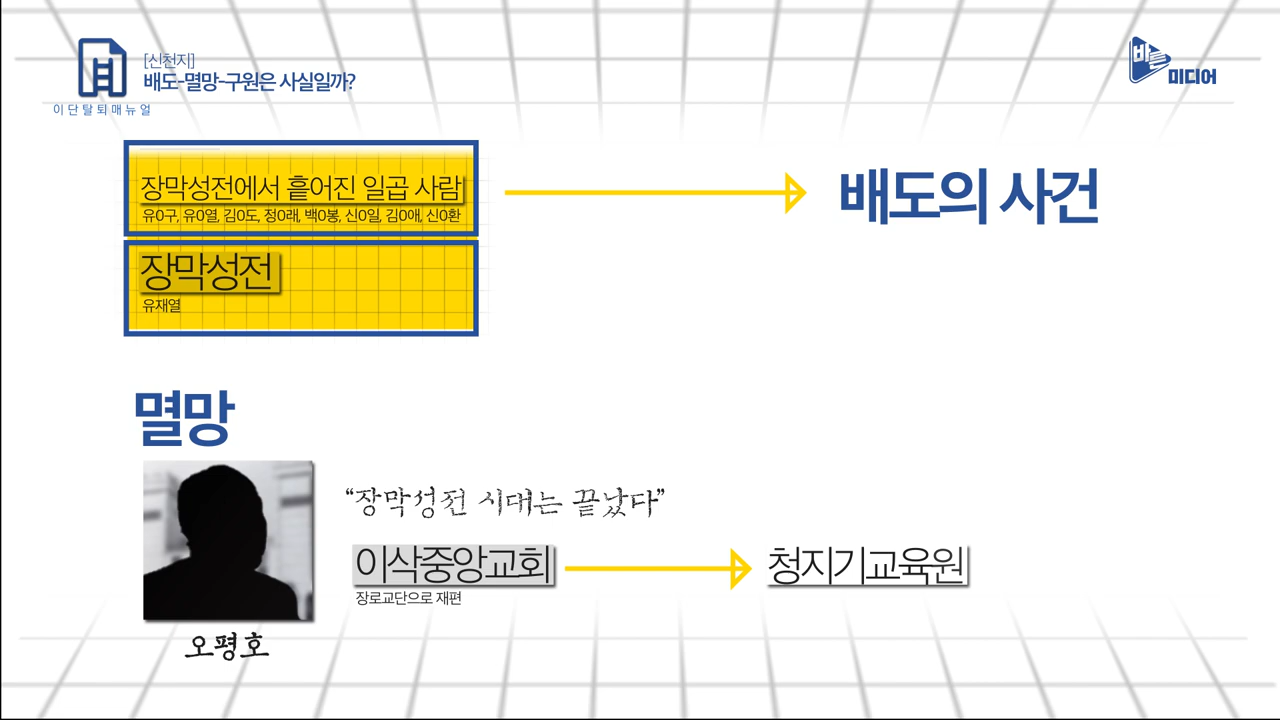 [신천지]
배도-멸망-구원은 사실일까?
이단탈퇴매뉴얼
바른
미디어
장막성전에서 흩어진 일곱 사람
유0구, 유0열, 김0도, 정0래, 백0봉, 신0일, 김0애, 신0환
배도의 사건
장막성전
유재열
멸망
“장막성전 시대는 끝났다”
이삭중앙교회
청지기교육원
장로교단으로 재편
오평호